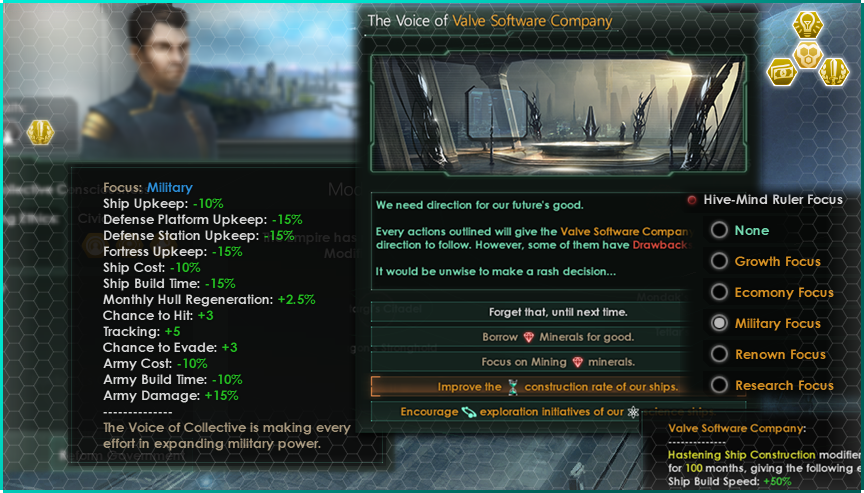 The Voice of Valve Software Company
Focus: Military
Ship Upkeep: -10%
Defense Platform Upkeep: -15%
Defense Station Upkeep: -15%
Fortress Upkeep: -15%
Ship Cost: -10%
Ship Build Time: -15%
Monthly Hull Regeneration: +2.5%
Chance to Hit: +3
Tracking: +5
Chance to Evade: +3
Army Cost: -10%
Army Build Time: -10%
Army Damage: +15%
--------------
The Voice of Collective is making every
effort in expanding military power.
We need direction for our future's good.
Every actions outlined will give the Valve Software Compan
direction to follow. However, some of them have Drawback
It would be unwise to make a rash decision...
Forget that, until next time.
Borrow Minerals for good.
Focus on Mining minerals.
Improve the construction rate of our ships.
Encourage exploration initiatives of our science ships.
Hive-Mind Ruler Focus
None
Growth Focus
Ecomony Focus
Military Focus
Renown Focus
Research Focus
Valve Software Company:
--------------
Hastening Ship Construction modifie
for 100 months, giving the following e
Ship Build Speed: +50%